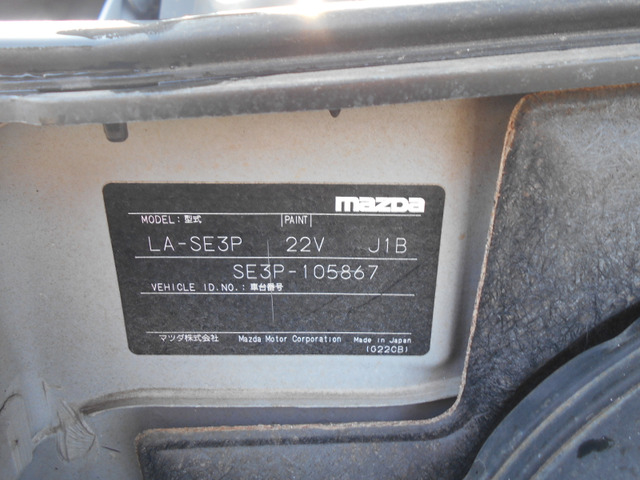 mazda
MODEL: 型式 PAINT
LA-SE3P 22V J1B
SE3P-105867
VEHICLE ID.NO.: 車台番号
マツダ株式会社 Mazda Motor Corporation Made in Japan
(G22CB)